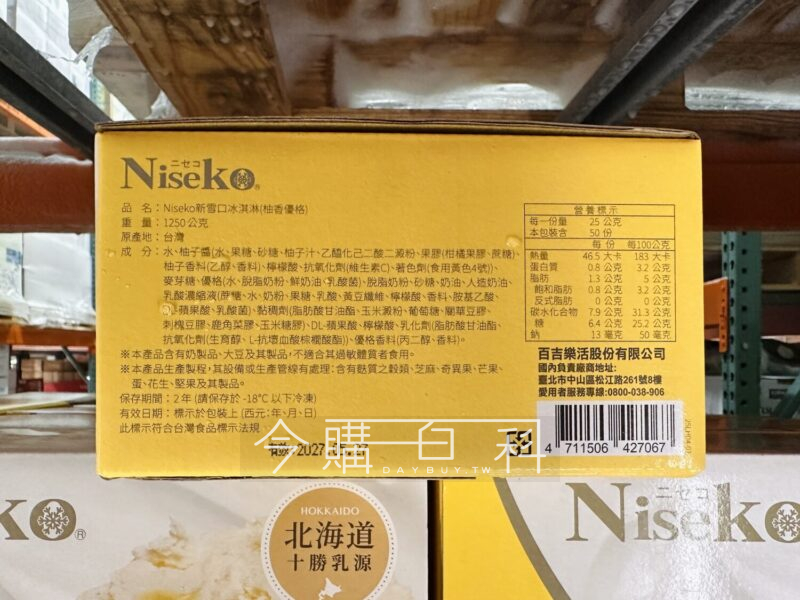 ニセコ
Niseko®
品 名：Niseko新雪口冰淇淋(柚香優格)
重 量：1250公克
原產地：台灣
成 分：水、柚子醬(水、果糖、砂糖、柚子汁、乙醯化己二酸二澱粉、果膠(柑橘果膠、蔗糖)
柚子香料(乙醇、香料)、檸檬酸、抗氧化劑(維生素C)、著色劑(食用黃色4號))、
麥芽糖、優格(水、脫脂奶粉、鮮奶油、乳酸菌)、脫脂奶粉、砂糖、奶油、人造奶油、
乳酸濃縮液(蔗糖、水、奶粉、果糖、乳酸、黃豆纖維、檸檬酸、香料、胺基乙酸、
蘋果酸、乳酸菌)、黏稠劑(脂肪酸甘油酯、玉米澱粉、葡萄糖、關華豆膠、
刺槐豆膠、鹿角菜膠、玉米糖膠)、DL-蘋果酸、檸檬酸、乳化劑(脂肪酸甘油酯、
抗氧化劑(生育醇、L-抗壞血酸棕櫚酸酯))、優格香料(丙二醇、香料)。
※本產品含有奶製品、大豆及其製品，不適合其過敏體質者食用。
※本產品生產製程，其設備或生產管線有處理：含有麩質之穀類、芝麻、奇異果、芒果、
蛋、花生、堅果及其製品。
保存期限：2年(請保存於-18℃以下冷凍)
有效日期：標示於包裝上(西元：年、月、日)
此標示符合台灣食品標示法規。
營養標示
每一份量 25 公克
本包裝含 50 份
每份 每100公克
熱量 46.5 大卡 183 大卡
蛋白質 0.8 公克 3.2 公克
脂肪 1.3 公克 5 公克
飽和脂肪 0.8 公克 3.2 公克
反式脂肪 0 公克 0 公克
碳水化合物 7.9 公克 31.3 公克
糖 6.4 公克 25.2 公克
鈉 13 毫克 50 毫克
百吉樂活股份有限公司
國內負責廠商地址：
臺北市中山區松江路261號8樓
愛用者服務專線:0800-038-906
4 711506 427067
今購百科
DAYBUY.TW
eko®
HOKKAIDO
北海道
十勝乳源
ニセコ
Niseko